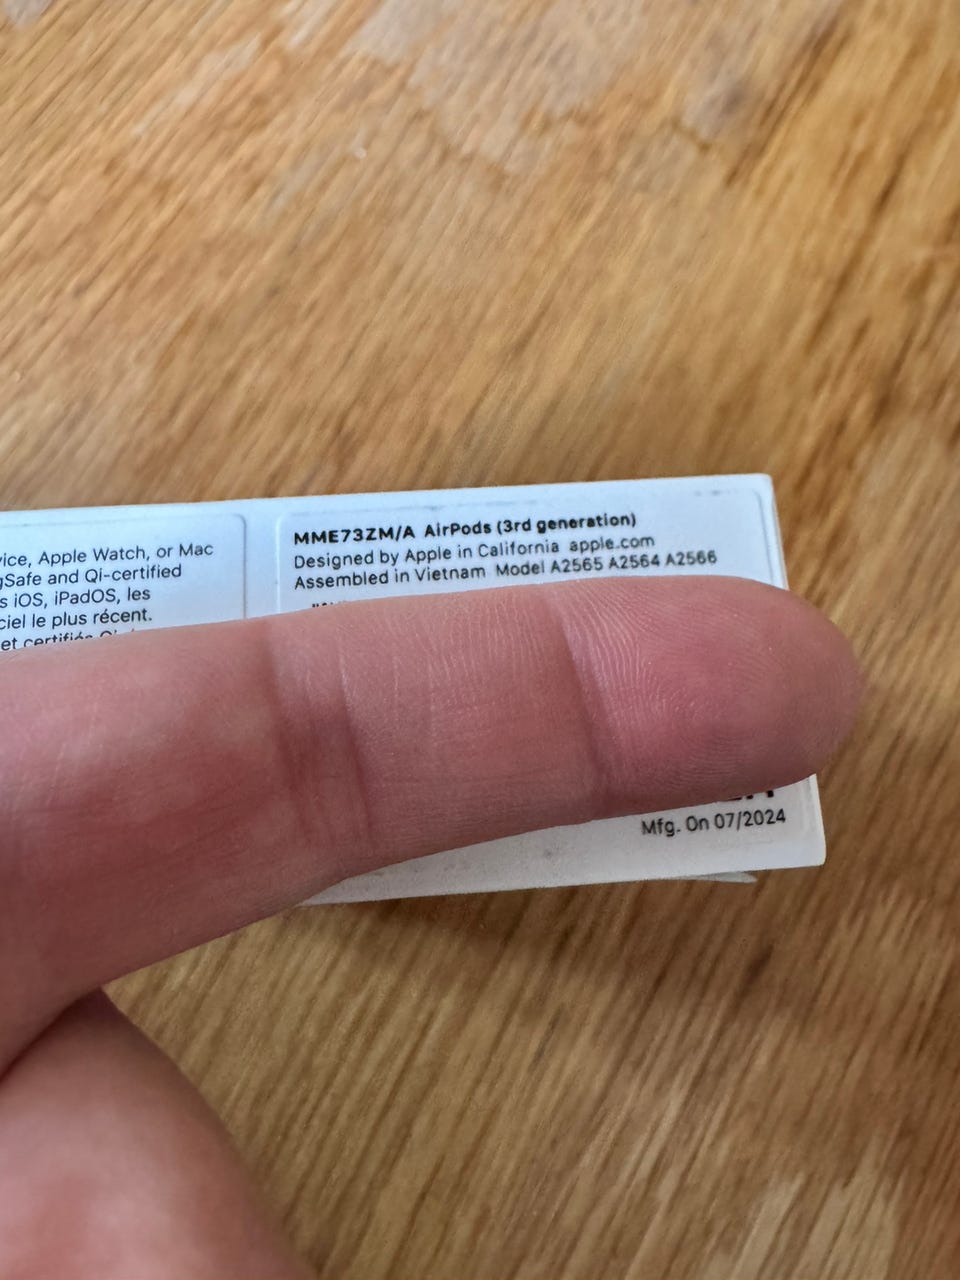 vice, Apple Watch, or Mac
gSafe and Qi-certified
s iOS, iPadOS, les
ciel le plus récent.
et certifiés
MME73ZM/A AirPods (3rd generation)
Designed by Apple in California apple.com
Assembled in Vietnam Model A2565 A2564 A2566
Mfg. On 07/2024